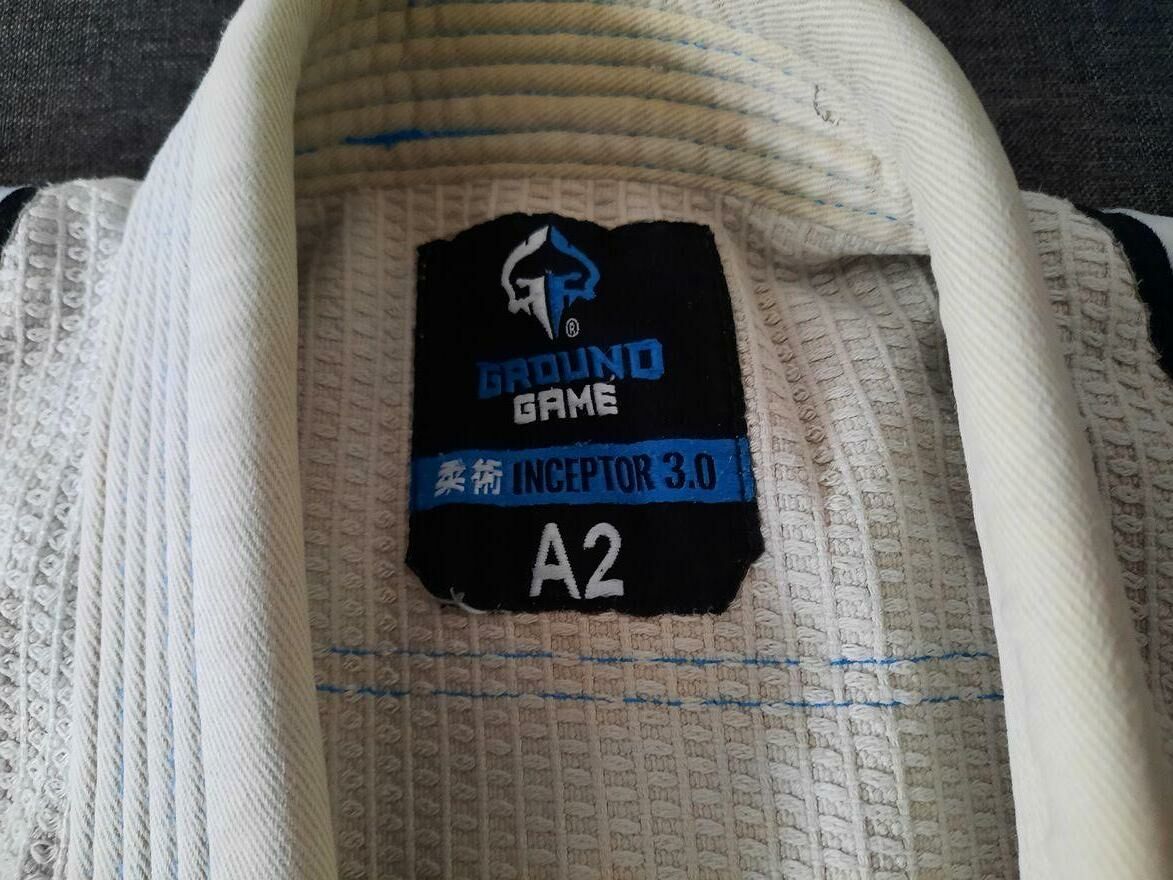 ®
GROUND
GAME
柔術 INCEPTOR 3.0
A2